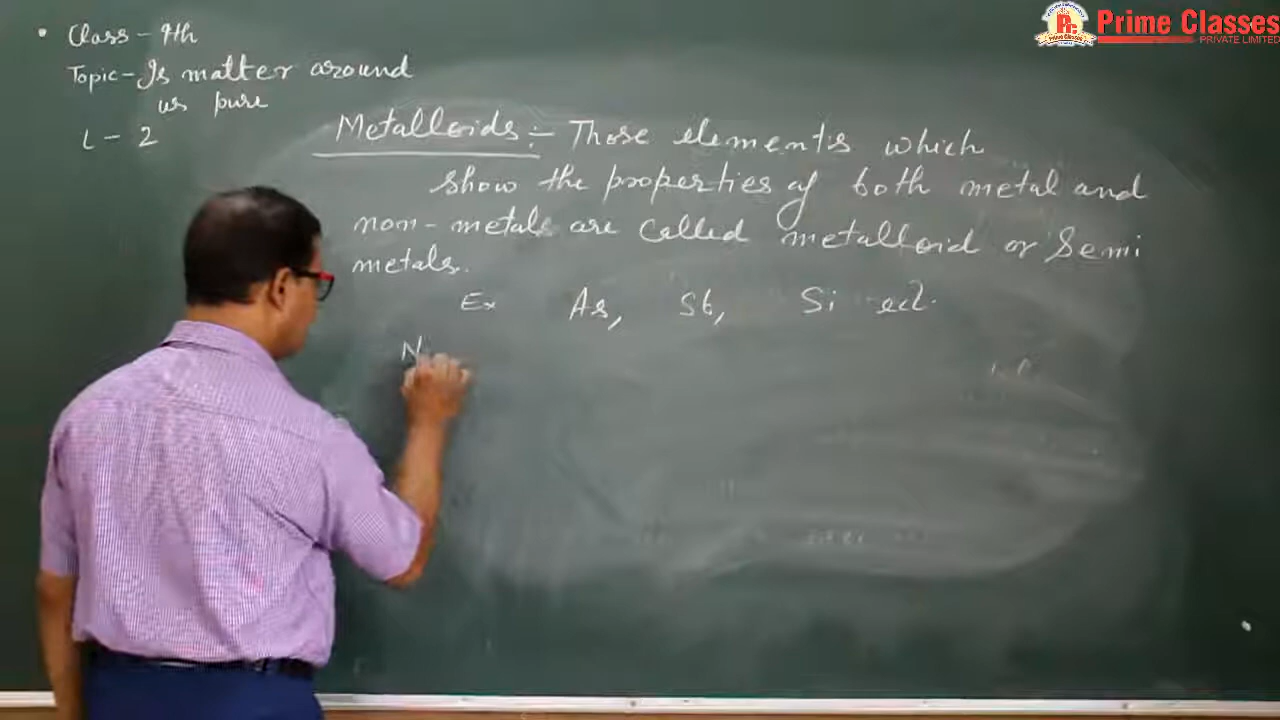 Class - 9th
Topic - Is matter around
us pure
L - 2
Metalloids :- Those elements which
show the properties of both metal and
non-metals are called metalloid or Semi
metals.
Ex As, Sb, Si ect.
N
Prime Classes
PRIVATE LIMITED